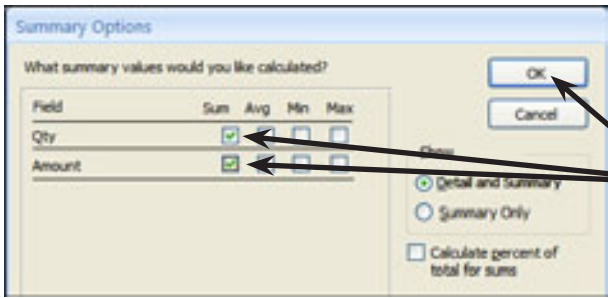 Summary Options
What summary values would you like calculated?
OK
Cancel
Field Sum Avg Min Max
Qty
Amount
Show
Detail and Summary
Summary Only
Calculate percent of
total for sums